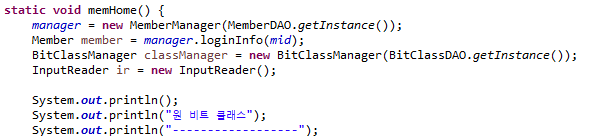 static void memHome() {
manager = new MemberManager(MemberDAO.getInstance());
Member member = manager.loginInfo(mid);
BitClassManager classManager = new BitClassManager(BitClassDAO.getInstance());
InputReader ir = new InputReader();
System.out.println();
System.out.println("원 비트 클래스");
System.out.println("------------------");